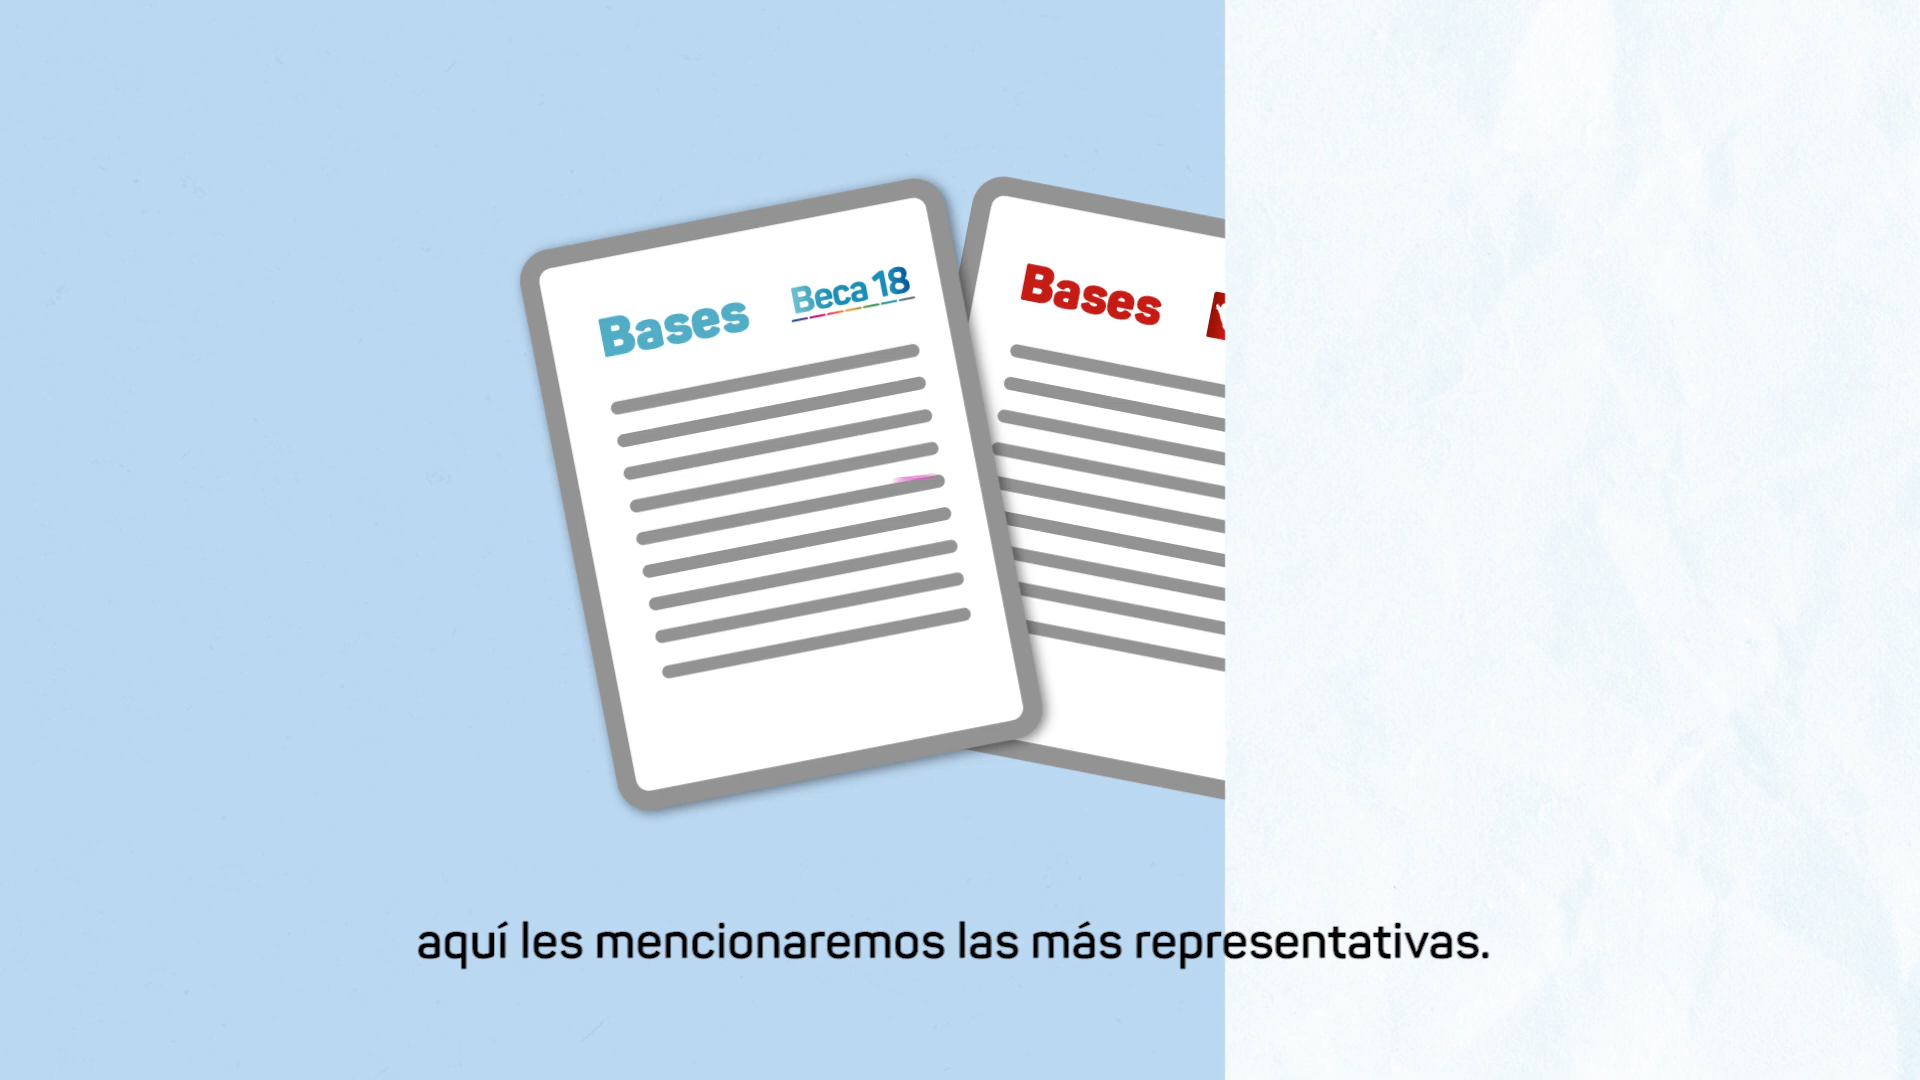 Bases
Beca 18
Bases
aquí les mencionaremos las más representativas.